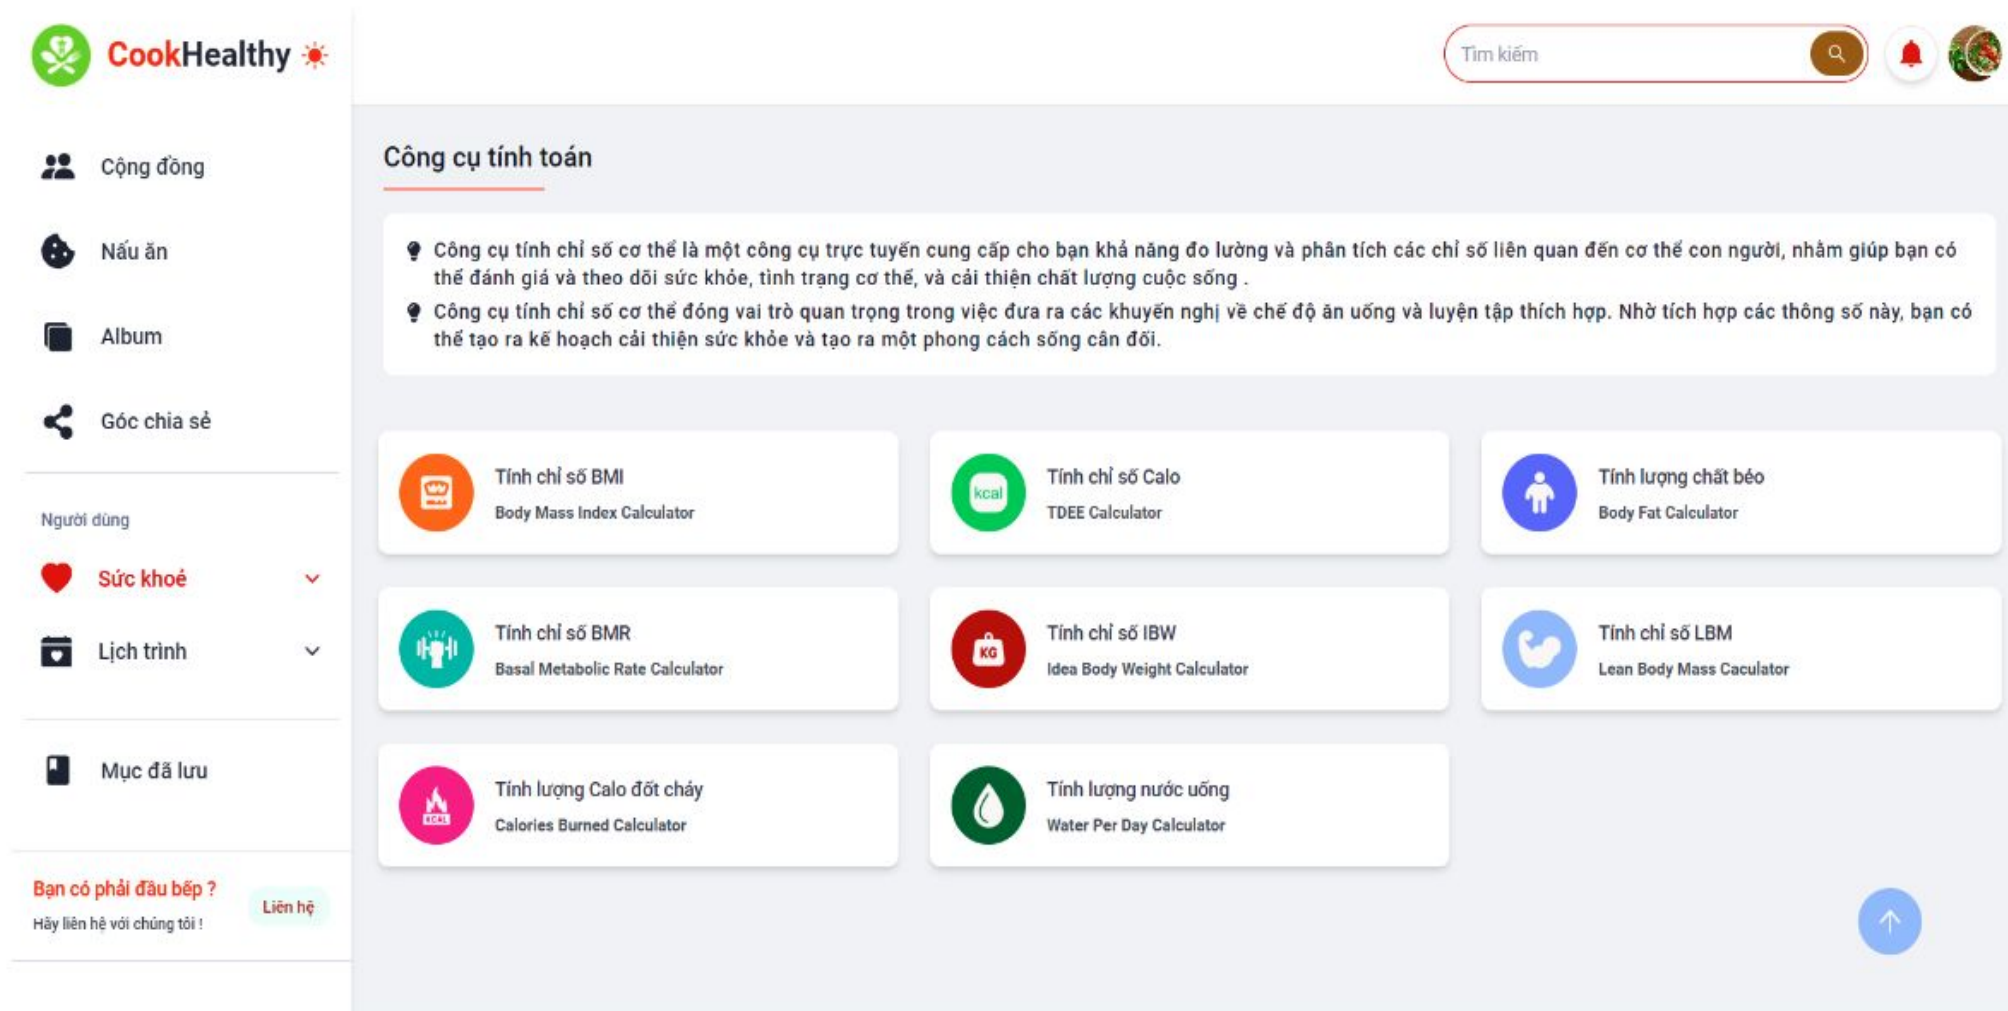 CookHealthy
Tìm kiếm
Cộng đồng
Nấu ăn
Album
Góc chia sẻ
Người dùng
Sức khoẻ
Lịch trình
Mục đã lưu
Bạn có phải đầu bếp ?
Hãy liên hệ với chúng tôi !
Liên hệ
Công cụ tính toán
Công cụ tính chỉ số cơ thể là một công cụ trực tuyến cung cấp cho bạn khả năng đo lường và phân tích các chỉ số liên quan đến cơ thể con người, nhằm giúp bạn có
thể đánh giá và theo dõi sức khỏe, tình trạng cơ thể, và cải thiện chất lượng cuộc sống .
Công cụ tính chỉ số cơ thể đóng vai trò quan trọng trong việc đưa ra các khuyến nghị về chế độ ăn uống và luyện tập thích hợp. Nhờ tích hợp các thông số này, bạn có
thể tạo ra kế hoạch cải thiện sức khỏe và tạo ra một phong cách sống cân đối.
Tính chỉ số BMI
Body Mass Index Calculator
kcal
Tính chỉ số Calo
TDEE Calculator
Tính lượng chất béo
Body Fat Calculator
Tính chỉ số BMR
Basal Metabolic Rate Calculator
KG
Tính chỉ số IBW
Idea Body Weight Calculator
Tính chỉ số LBM
Lean Body Mass Caculator
KCAL
Tính lượng Calo đốt cháy
Calories Burned Calculator
Tính lượng nước uống
Water Per Day Calculator